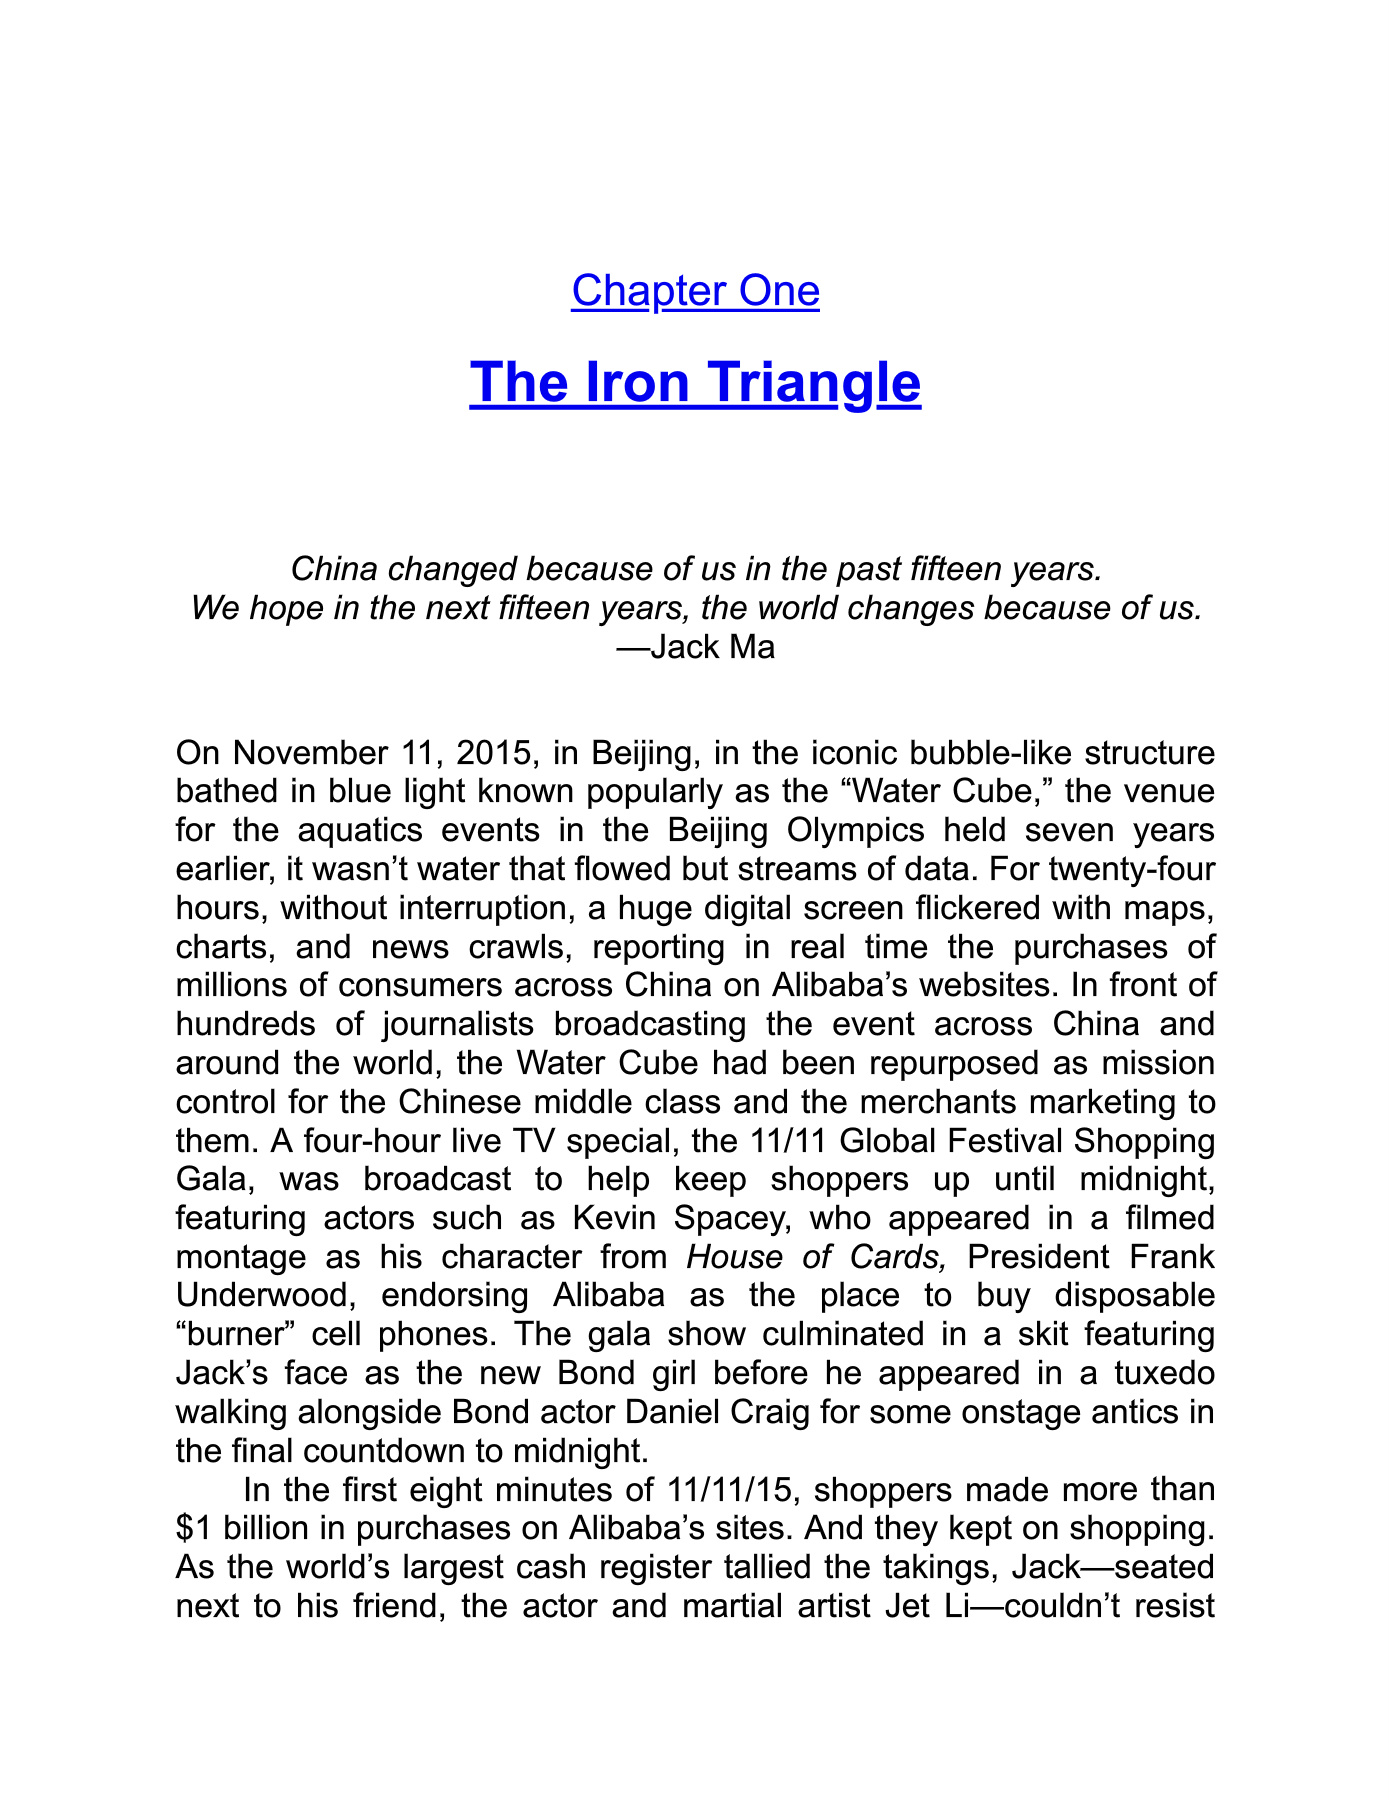 Chapter One
The Iron Triangle
China changed because of us in the past fifteen years.
We hope in the next fifteen years, the world changes because of us.
—Jack Ma
On November 11, 2015, in Beijing, in the iconic bubble-like structure
bathed in blue light known popularly as the “Water Cube,” the venue
for the aquatics events in the Beijing Olympics held seven years
earlier, it wasn’t water that flowed but streams of data. For twenty-four
hours, without interruption, a huge digital screen flickered with maps,
charts, and news crawls, reporting in real time the purchases of
millions of consumers across China on Alibaba’s websites. In front of
hundreds of journalists broadcasting the event across China and
around the world, the Water Cube had been repurposed as mission
control for the Chinese middle class and the merchants marketing to
them. A four-hour live TV special, the 11/11 Global Festival Shopping
Gala, was broadcast to help keep shoppers up until midnight,
featuring actors such as Kevin Spacey, who appeared in a filmed
montage as his character from House of Cards, President Frank
Underwood, endorsing Alibaba as the place to buy disposable
“burner” cell phones. The gala show culminated in a skit featuring
Jack’s face as the new Bond girl before he appeared in a tuxedo
walking alongside Bond actor Daniel Craig for some onstage antics in
the final countdown to midnight.
In the first eight minutes of 11/11/15, shoppers made more than
$1 billion in purchases on Alibaba’s sites. And they kept on shopping.
As the world’s largest cash register tallied the takings, Jack—seated
next to his friend, the actor and martial artist Jet Li—couldn’t resist